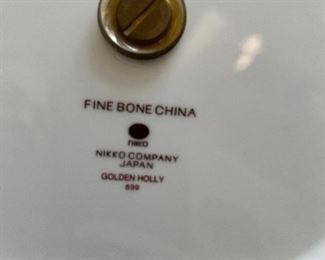 FINE BONE CHINA
NIKKO
NIKKO COMPANY
JAPAN
GOLDEN HOLLY
899